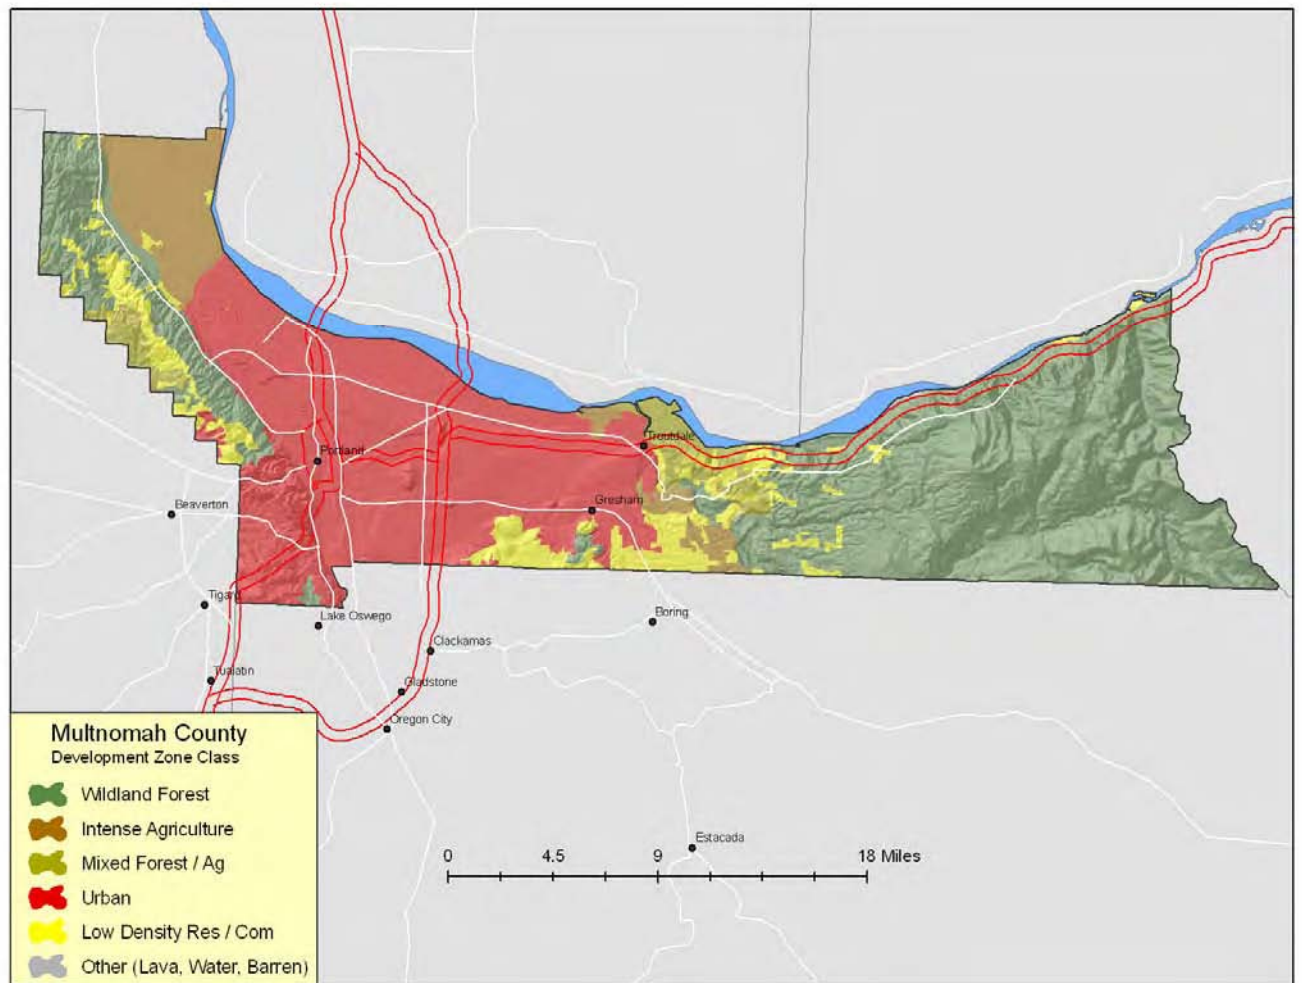 Troutdale
Portland
Gresham
Beaverton
Tigard
Lake Oswego
Boring
Clackamas
Tualatin
Gladstone
Oregon City
Estacada
0 4.5 9 18 Miles
Multnomah County
Development Zone Class
Wildland Forest
Intense Agriculture
Mixed Forest / Ag
Urban
Low Density Res / Com
Other (Lava, Water, Barren)